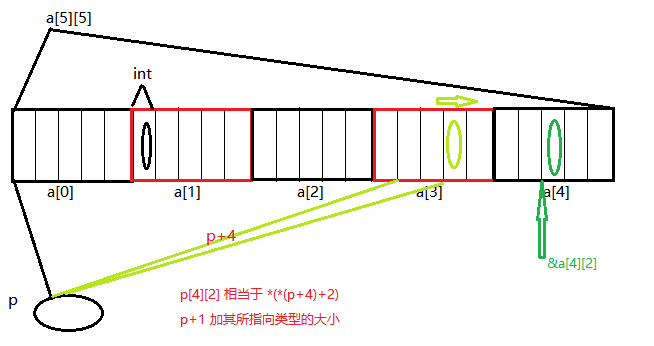 a[5][5]
int
a[0]
a[1]
a[2]
a[3]
a[4]
p+4
&a[4][2]
p
p[4][2] 相当于 *(*(p+4)+2)
p+1 加其所指向类型的大小